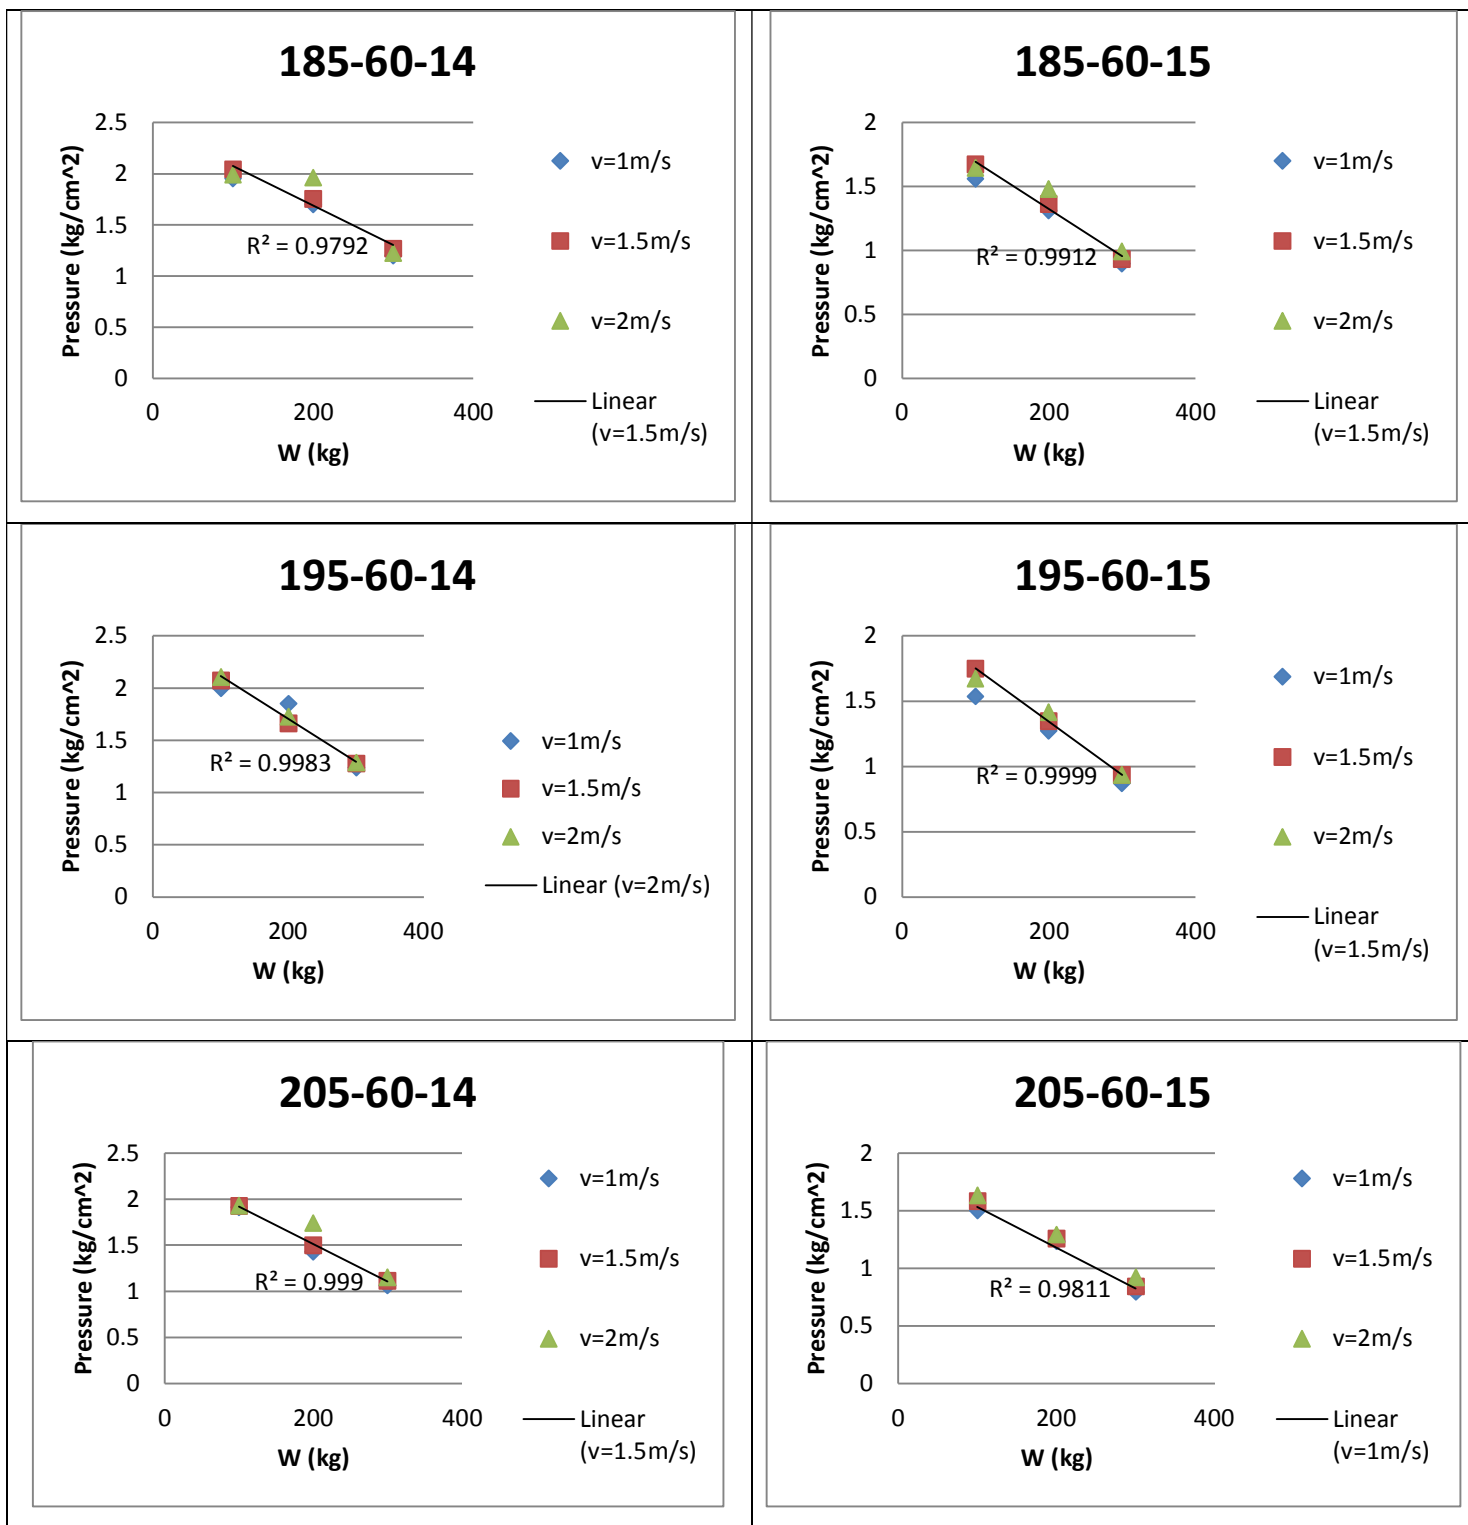 185-60-14
Pressure (kg/cm^2)
2.5
2
1.5
1
0.5
0
R² = 0.9792
0
200
400
W (kg)
v=1m/s
v=1.5m/s
v=2m/s
Linear
(v=1.5m/s)
185-60-15
Pressure (kg/cm^2)
2
1.5
1
0.5
0
R² = 0.9912
0
200
400
W (kg)
v=1m/s
v=1.5m/s
v=2m/s
Linear
(v=1.5m/s)
195-60-14
Pressure (kg/cm^2)
2.5
2
1.5
1
0.5
0
R² = 0.9983
0
200
400
W (kg)
v=1m/s
v=1.5m/s
v=2m/s
Linear (v=2m/s)
195-60-15
Pressure (kg/cm^2)
2
1.5
1
0.5
0
R² = 0.9999
0
200
400
W (kg)
v=1m/s
v=1.5m/s
v=2m/s
Linear
(v=1.5m/s)
205-60-14
Pressure (kg/cm^2)
2.5
2
1.5
1
0.5
0
R² = 0.999
0
200
400
W (kg)
v=1m/s
v=1.5m/s
v=2m/s
Linear
(v=1.5m/s)
205-60-15
Pressure (kg/cm^2)
2
1.5
1
0.5
0
R² = 0.9811
0
200
400
W (kg)
v=1m/s
v=1.5m/s
v=2m/s
Linear
(v=1m/s)